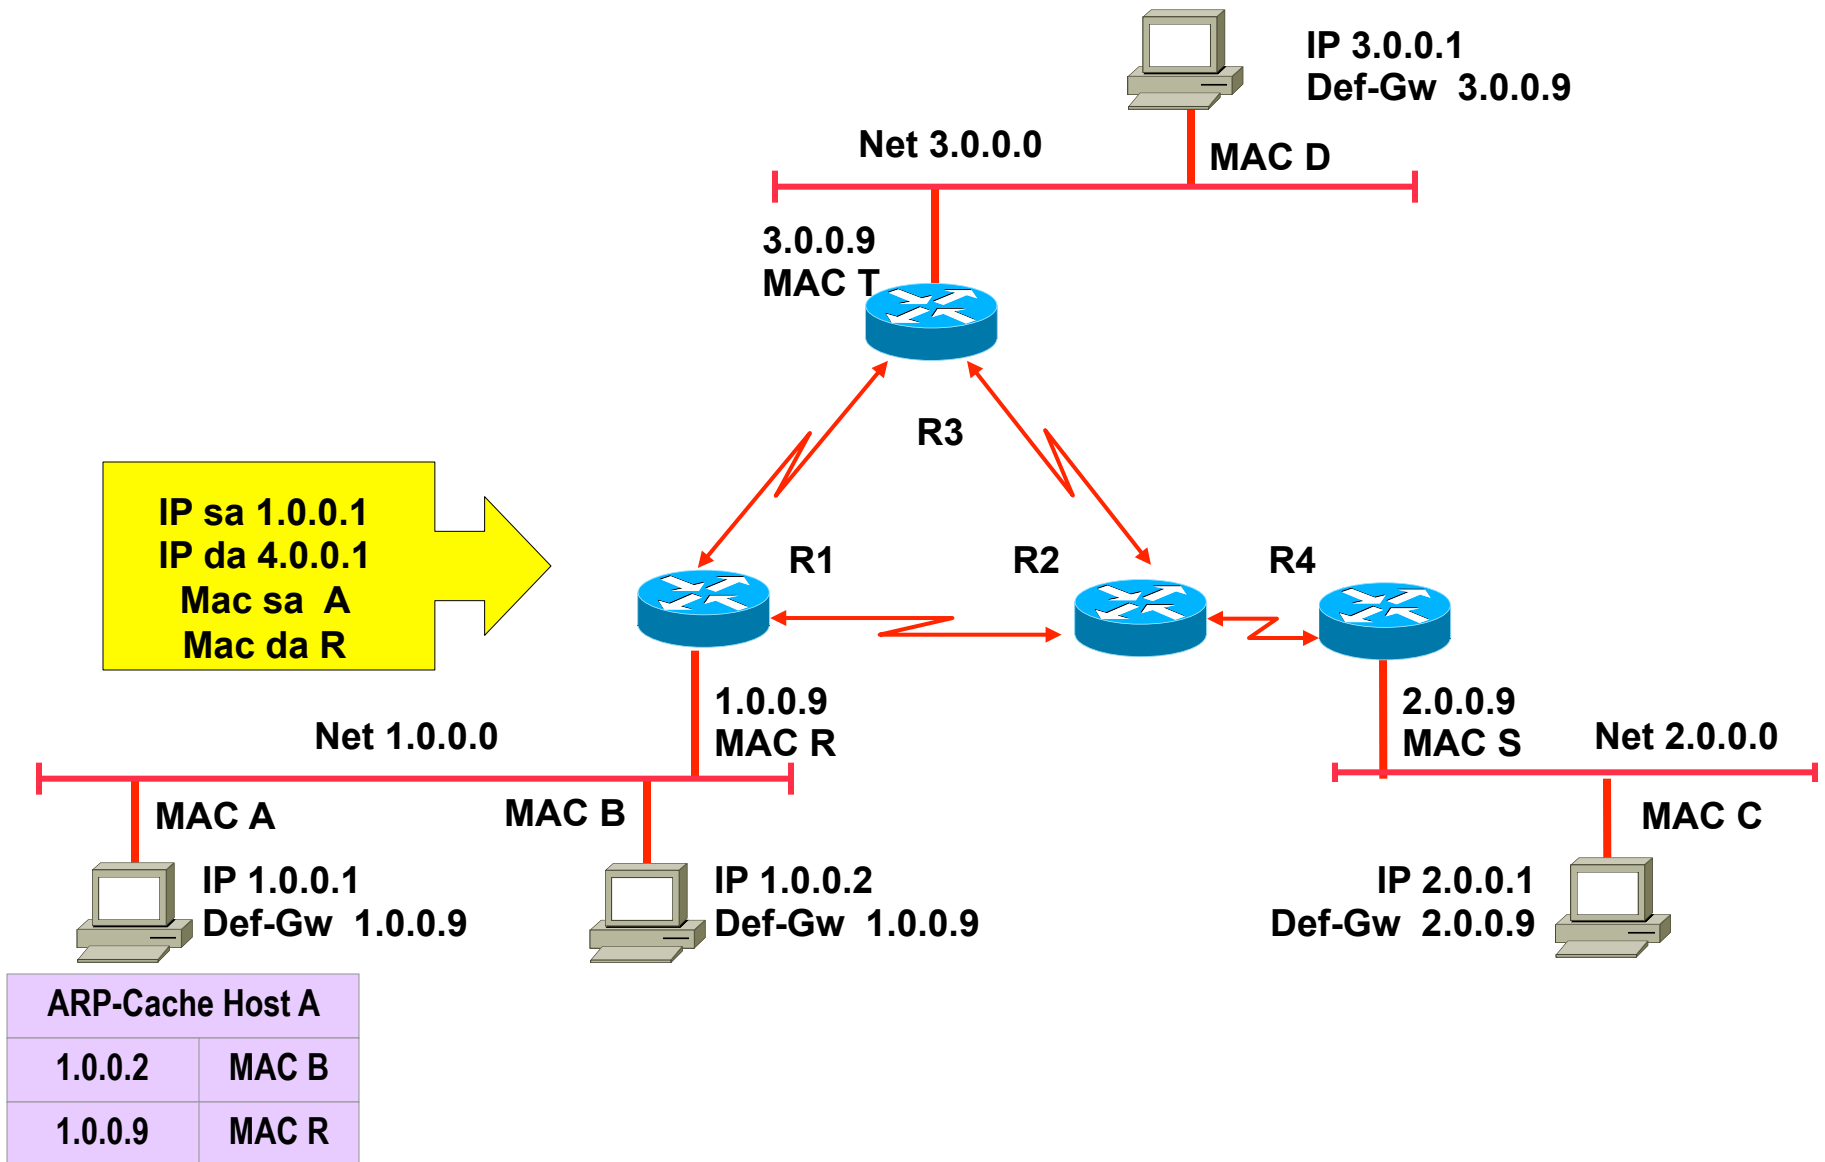 IP 3.0.0.1
Def-Gw 3.0.0.9
Net 3.0.0.0
MAC D
3.0.0.9
MAC T
R3
IP sa 1.0.0.1
IP da 4.0.0.1
Mac sa A
Mac da R
R1
R2
R4
1.0.0.9
MAC R
2.0.0.9
MAC S
Net 1.0.0.0
Net 2.0.0.0
MAC A
MAC B
MAC C
IP 1.0.0.1
Def-Gw 1.0.0.9
IP 1.0.0.2
Def-Gw 1.0.0.9
IP 2.0.0.1
Def-Gw 2.0.0.9
ARP-Cache Host A
1.0.0.2 MAC B
1.0.0.9 MAC R